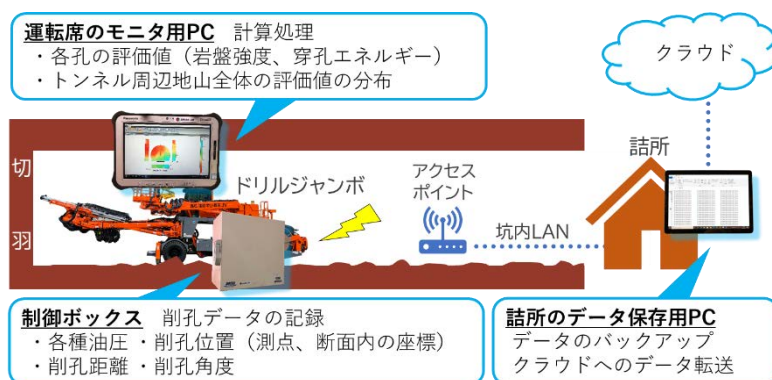 運転席のモニタ用PC　計算処理
・各孔の評価値（岩盤強度、穿孔エネルギー）
・トンネル周辺地山全体の評価値の分布
クラウド
切
羽
ドリルジャンボ
アクセス
ポイント
坑内LAN
詰所
制御ボックス　削孔データの記録
・各種油圧・削孔位置（測点、断面内の座標）
・削孔距離・削孔角度
詰所のデータ保存用PC
データのバックアップ
クラウドへのデータ転送